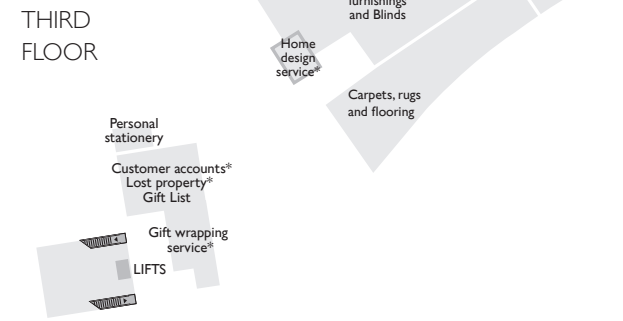 THIRD
FLOOR
furnishings
and Blinds
Home
design
service*
Carpets, rugs
and flooring
Personal
stationery
Customer accounts*
Lost property*
Gift List
Gift wrapping
service*
LIFTS